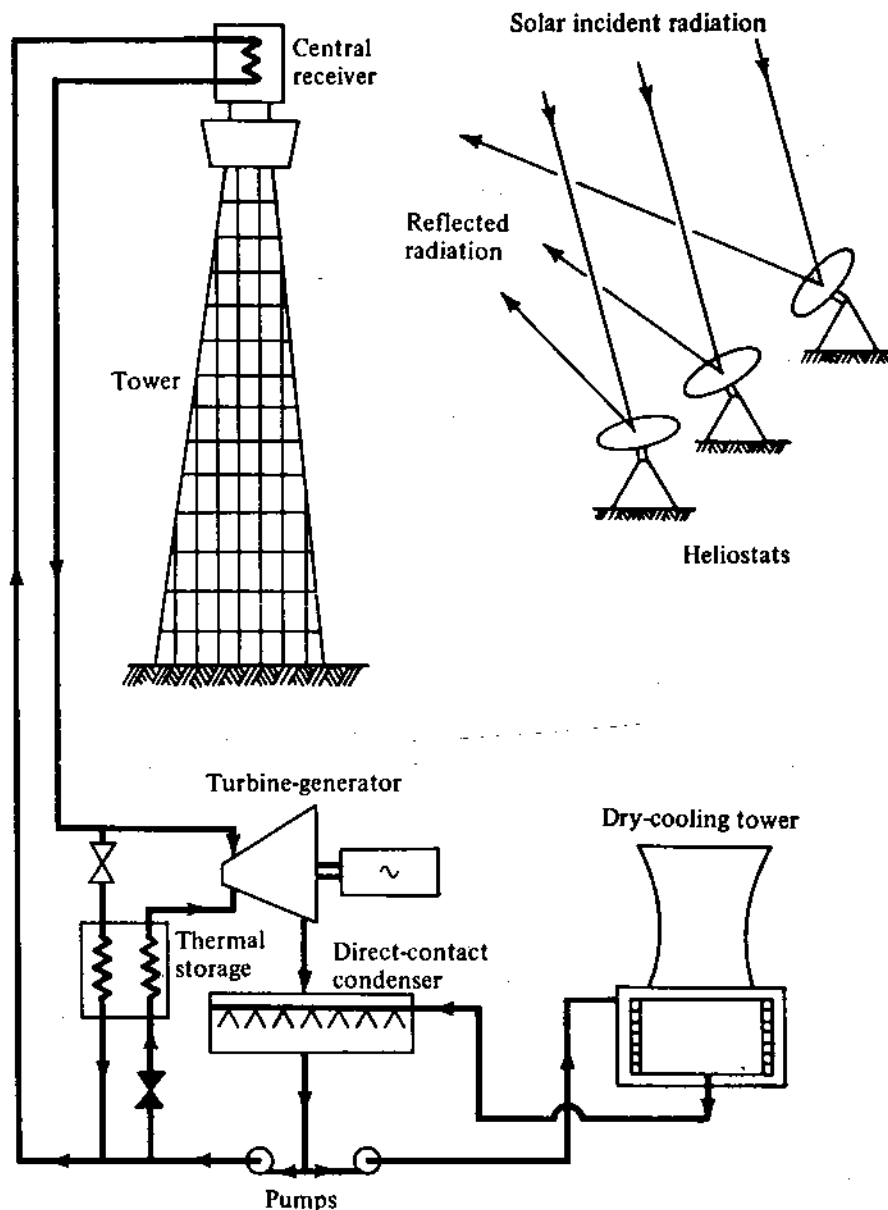 Solar incident radiation
Central
receiver
Reflected
radiation
Tower
Heliostats
Turbine-generator
Dry-cooling tower
~
Thermal
storage
Direct-contact
condenser
Pumps